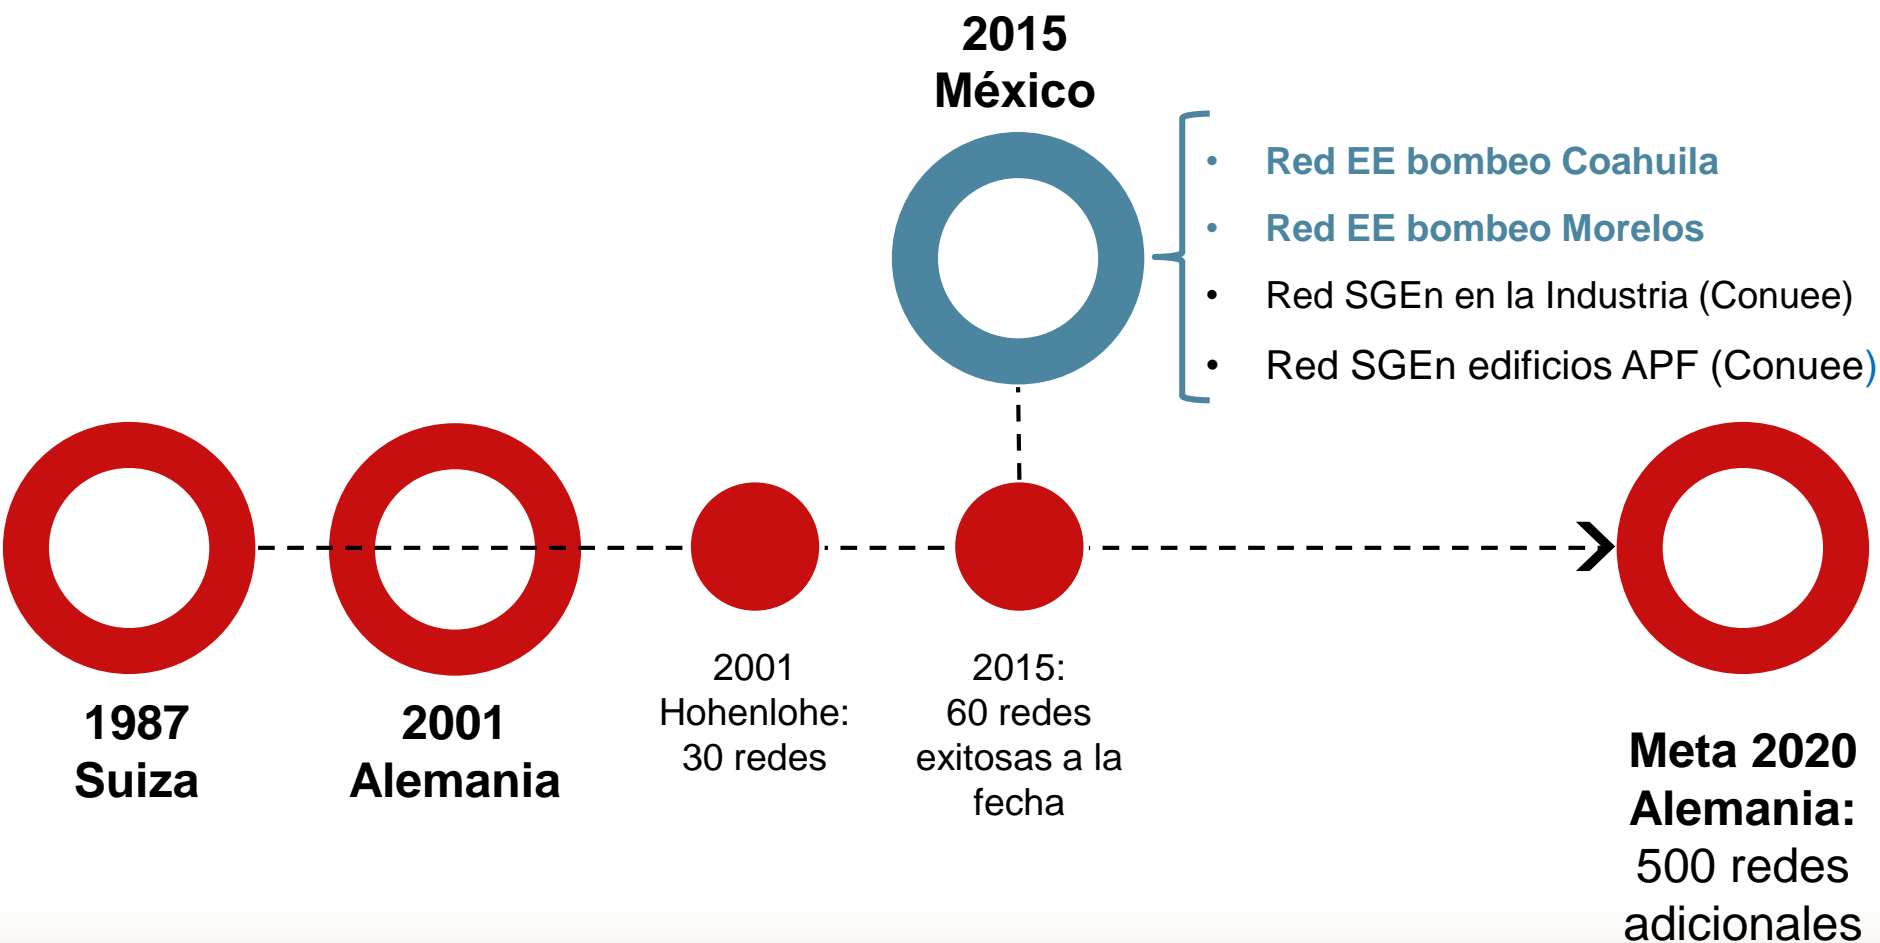 2015
México
• Red EE bombeo Coahuila
• Red EE bombeo Morelos
• Red SGEn en la Industria (Conuee)
• Red SGEn edificios APF (Conuee)
1987
Suiza
2001
Alemania
2001
Hohenlohe:
30 redes
2015:
60 redes
exitosas a la
fecha
Meta 2020
Alemania:
500 redes
adicionales